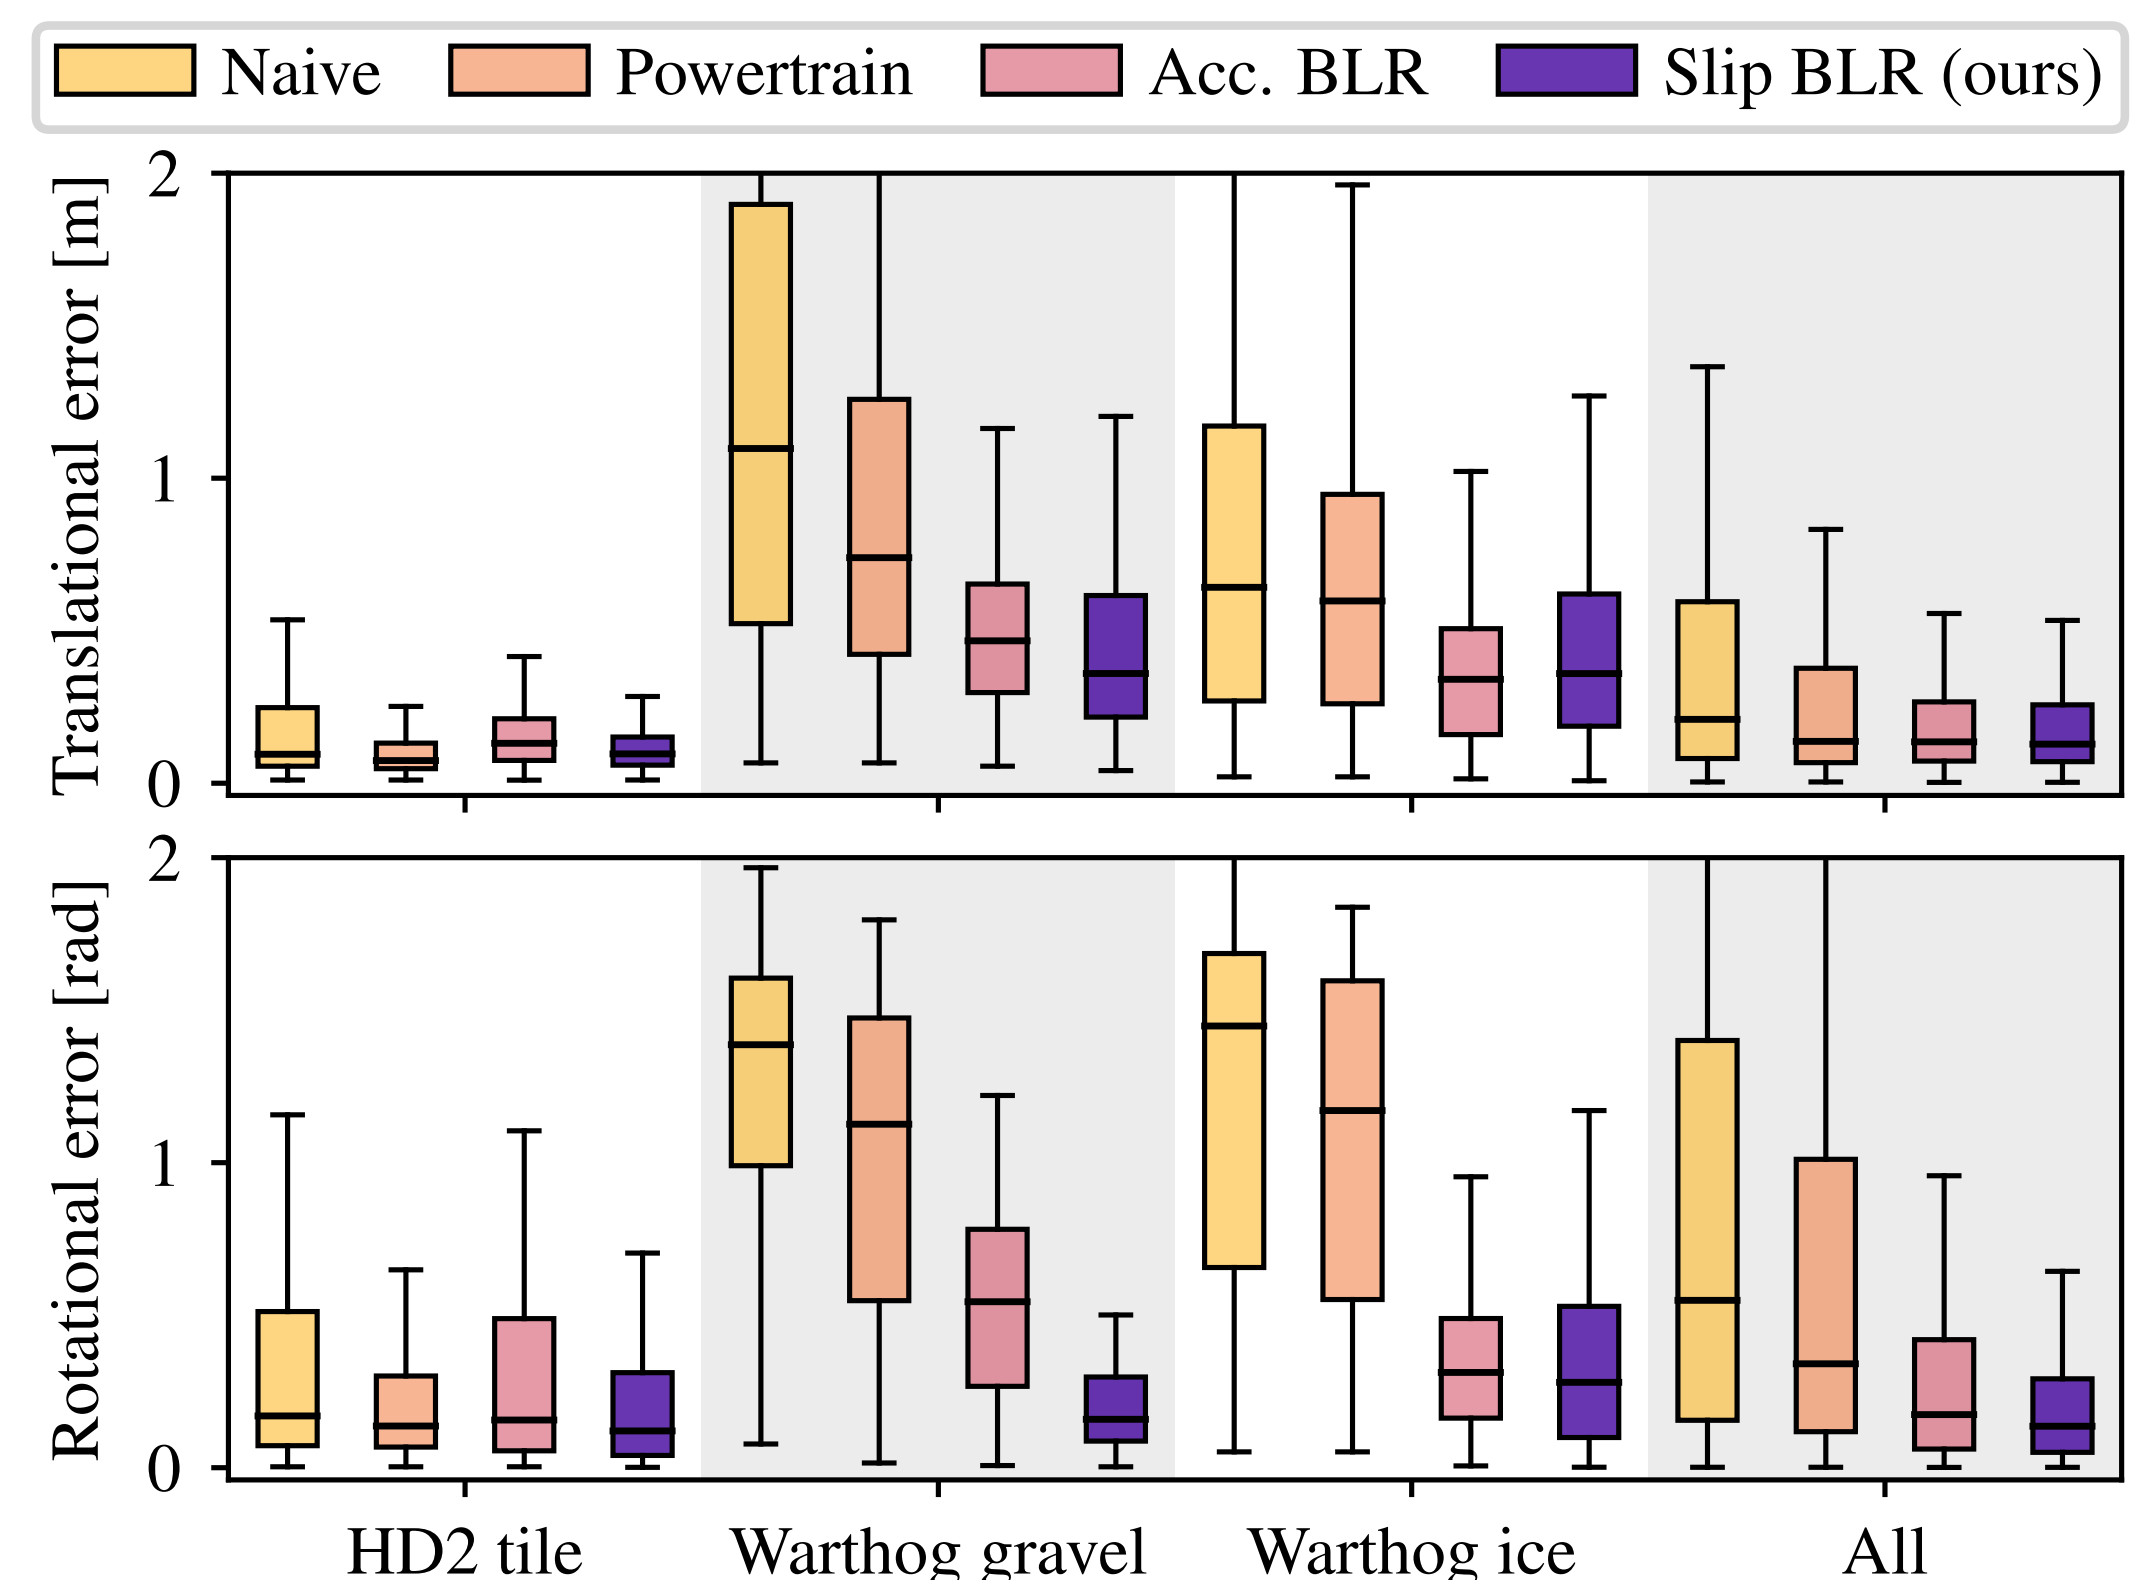 Naive Powertrain Acc. BLR Slip BLR (ours)
Translational error [m]
2
1
0
Rotational error [rad]
2
1
0
HD2 tile Warthog gravel Warthog ice All